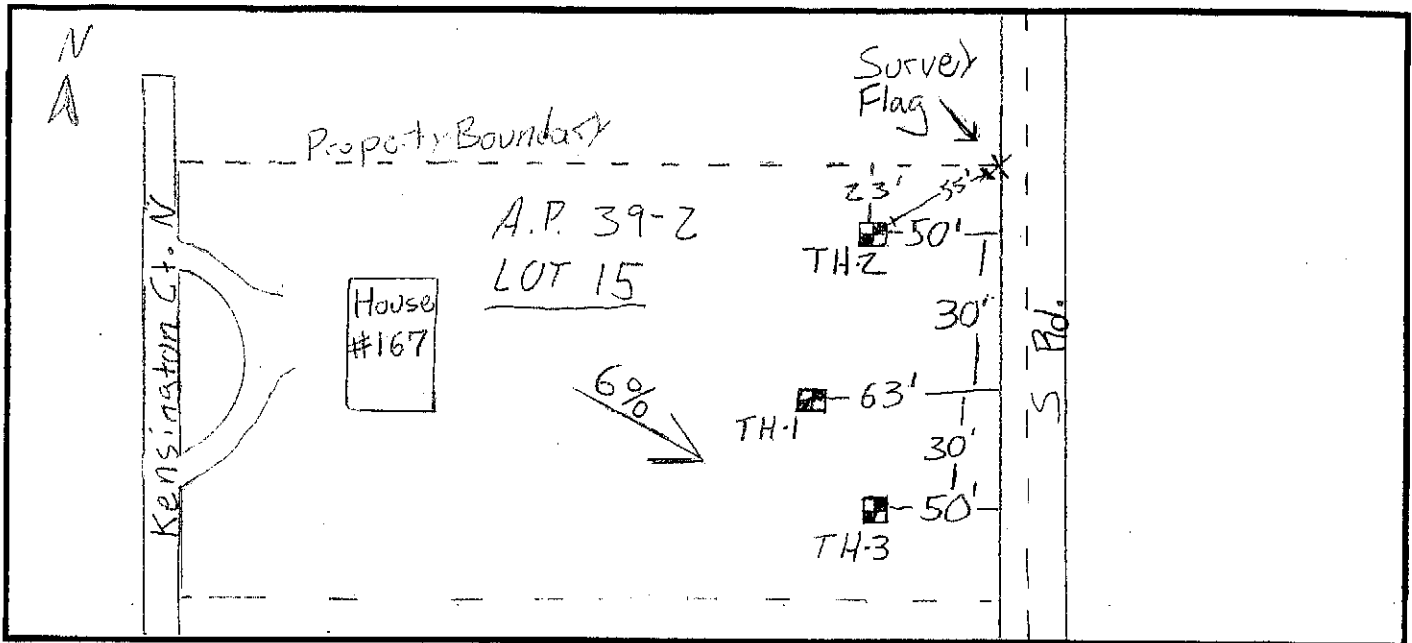 N
Survey
Flag
Property Boundary
23'
55'
A.P. 39-2
LOT 15
50'
TH-2
House
#167
30'
Kensington Ct. N
S Rd.
6%
63'
TH-1
30'
50'
TH-3